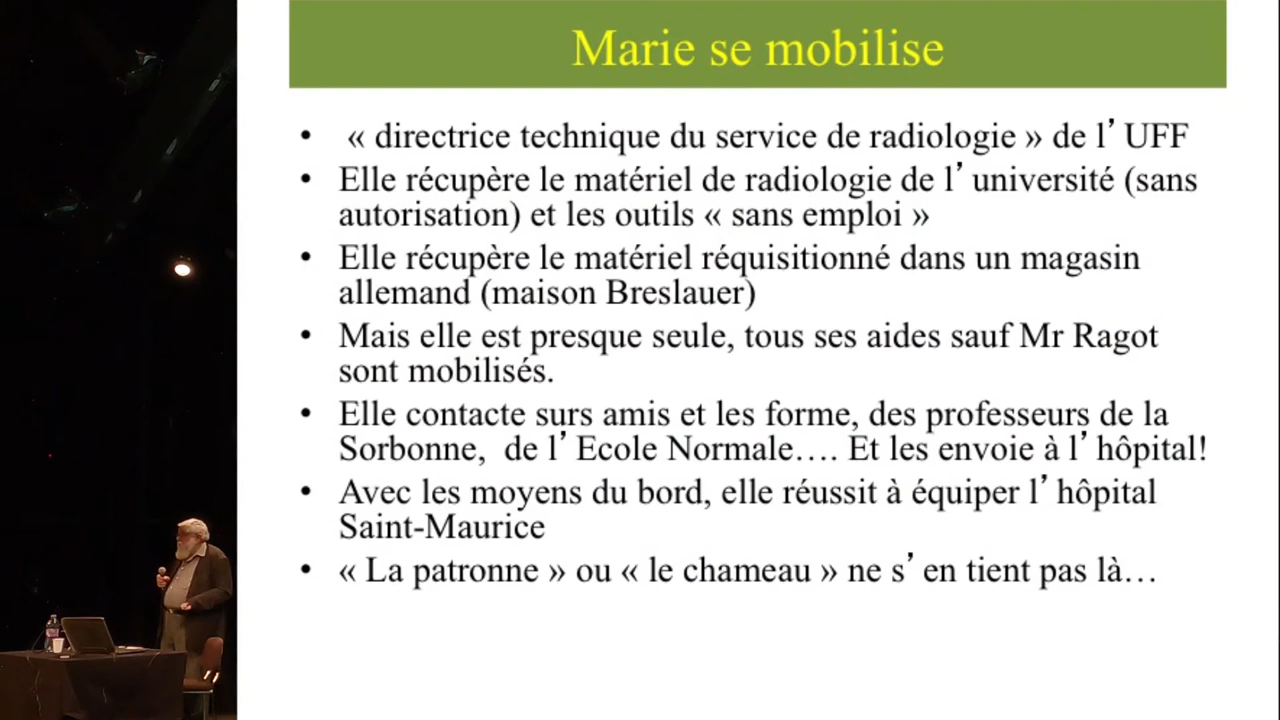 Marie se mobilise
• « directrice technique du service de radiologie » de l’ UFF
• Elle récupère le matériel de radiologie de l’ université (sans
autorisation) et les outils « sans emploi »
• Elle récupère le matériel réquisitionné dans un magasin
allemand (maison Breslauer)
• Mais elle est presque seule, tous ses aides sauf Mr Ragot
sont mobilisés.
• Elle contacte surs amis et les forme, des professeurs de la
Sorbonne,  de l’ Ecole Normale…. Et les envoie à l’ hôpital!
• Avec les moyens du bord, elle réussit à équiper l’ hôpital
Saint-Maurice
• « La patronne » ou « le chameau » ne s’ en tient pas là…